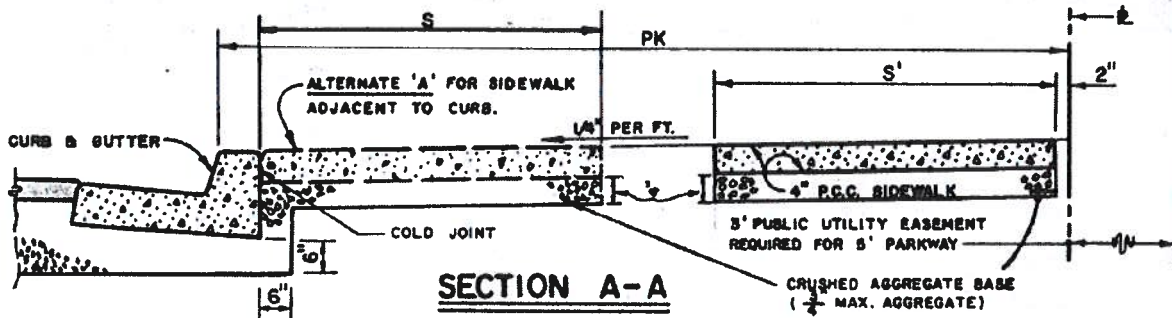 S
PK
S'
2"
ALTERNATE 'A' FOR SIDEWALK
ADJACENT TO CURB.
CURB & GUTTER
1/4" PER FT.
4" P.C.C. SIDEWALK
COLD JOINT
3' PUBLIC UTILITY EASEMENT
REQUIRED FOR 5' PARKWAY
6"
6"
SECTION A-A
CRUSHED AGGREGATE BASE
( 3/4" MAX. AGGREGATE)